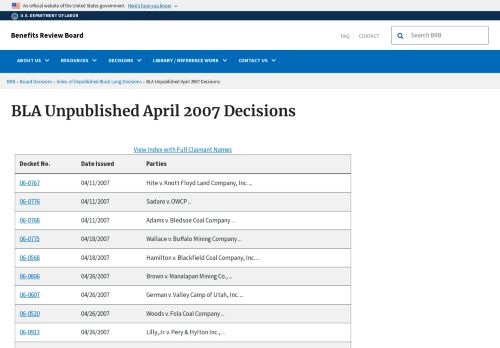 An official website of the United States government. Here's how you know
U.S. DEPARTMENT OF LABOR
Benefits Review Board
FAQ CONTACT
Search BRB
ABOUT US RESOURCES DECISIONS LIBRARY / REFERENCE WORK CONTACT US
BRB › Board Decisions › Index of Unpublished Black Lung Decisions › BLA Unpublished April 2007 Decisions
BLA Unpublished April 2007 Decisions
View Index with Full Claimant Names
Docket No. Date Issued Parties
06-0767 04/11/2007 Hite v. Knott Floyd Land Company, Inc. ...
06-0776 04/11/2007 Sadaro v. OWCP ...
06-0768 04/11/2007 Adams v. Bledsoe Coal Company ...
06-0775 04/18/2007 Wallace v. Buffalo Mining Company ...
06-0568 04/18/2007 Hamilton v. Blackfield Coal Company, Inc. ...
06-0806 04/26/2007 Brown v. Manalapan Mining Co., ...
06-0607 04/26/2007 German v. Valley Camp of Utah, Inc. ...
06-0520 04/26/2007 Woods v. Fola Coal Company ...
06-0913 04/26/2007 Lilly, Jr. v. Pery & Hylton Inc., ...